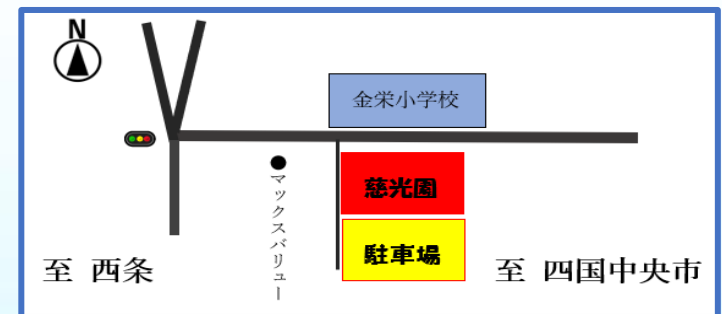 N
金栄小学校
マックスバリュー
慈光園
駐車場
至 西条
至 四国中央市